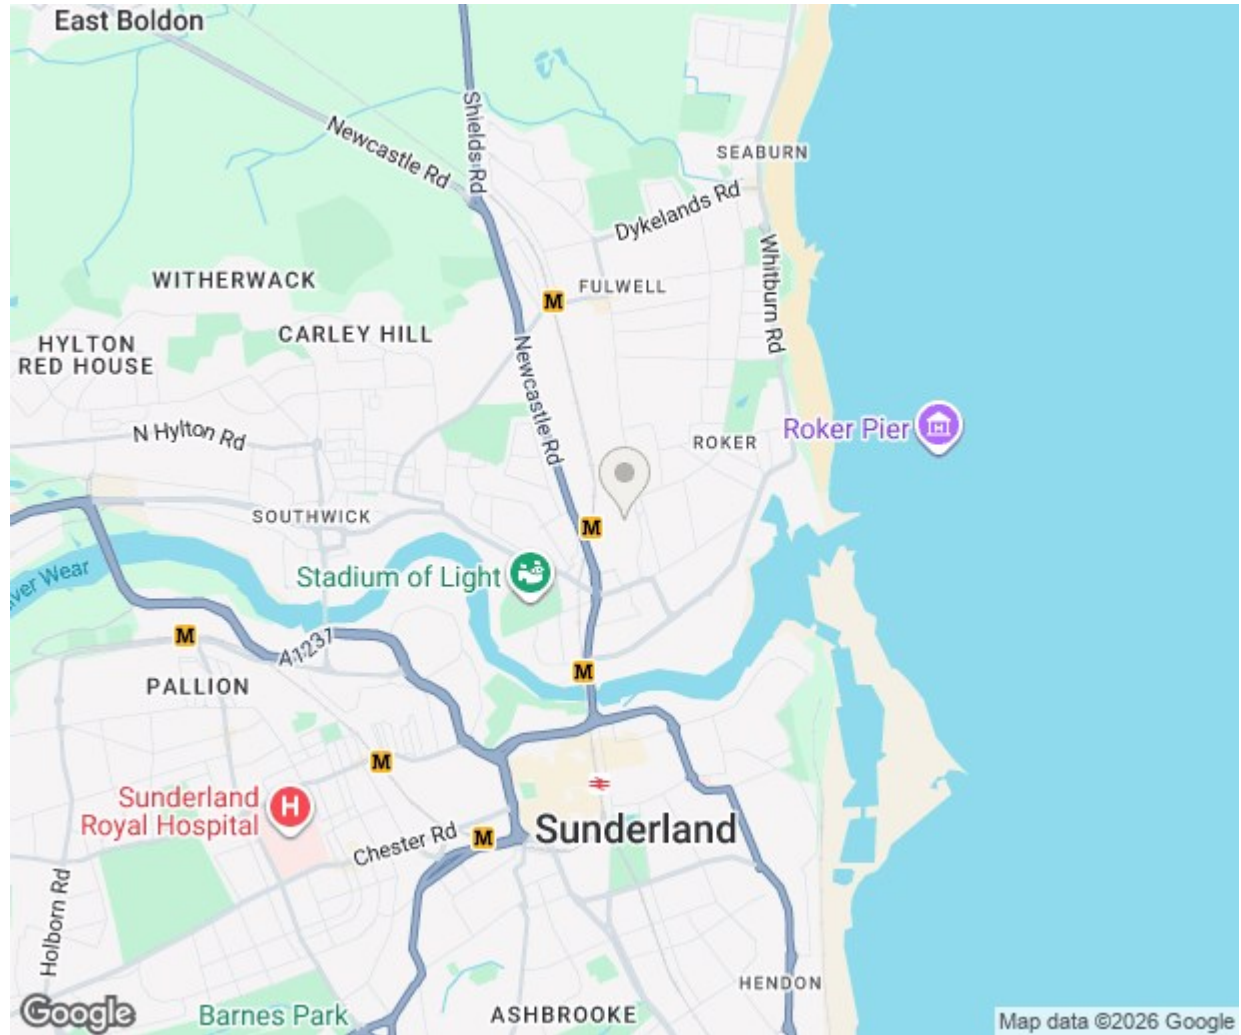 East Boldon
Shields Rd
Newcastle Rd
SEABURN
Dykelands Rd
Whitburn Rd
WITHERWACK
FULWELL
M
CARLEY HILL
HYLTON
RED HOUSE
Newcastle Rd
N Hylton Rd
ROKER
Roker Pier
SOUTHWICK
M
Stadium of Light
ver Wear
M
A1231
M
PALLION
M
Sunderland
Royal Hospital
H
Chester Rd
M
Sunderland
Holborn Rd
HENDON
Barnes Park
ASHBROOKE
Google
Map data ©2026 Google